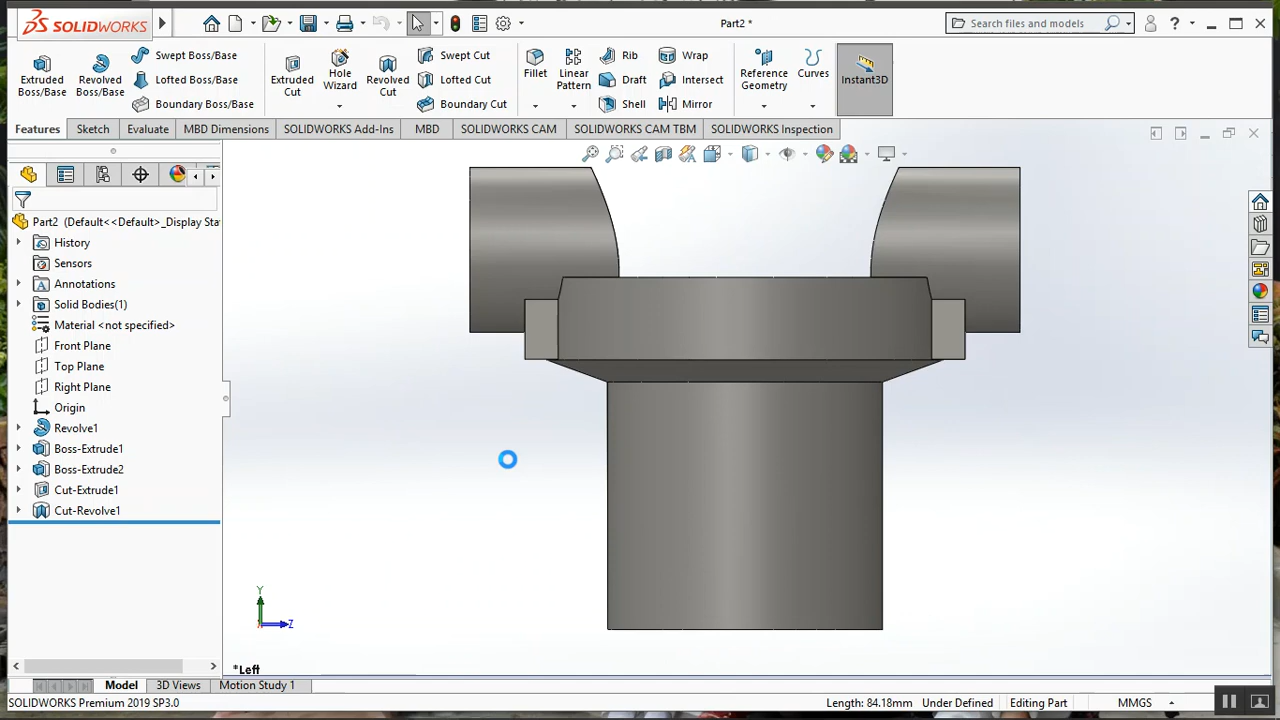 SOLIDWORKS
Part2 *
Search files and models
Extruded Boss/Base
Revolved Boss/Base
Swept Boss/Base
Lofted Boss/Base
Boundary Boss/Base
Extruded Cut
Hole Wizard
Revolved Cut
Swept Cut
Lofted Cut
Boundary Cut
Fillet
Linear Pattern
Rib
Draft
Shell
Wrap
Intersect
Mirror
Reference Geometry
Curves
Instant3D
Features
Sketch
Evaluate
MBD Dimensions
SOLIDWORKS Add-Ins
MBD
SOLIDWORKS CAM
SOLIDWORKS CAM TBM
SOLIDWORKS Inspection
Part2 (Default<<Default>_Display Sta
History
Sensors
Annotations
Solid Bodies(1)
Material <not specified>
Front Plane
Top Plane
Right Plane
Origin
Revolve1
Boss-Extrude1
Boss-Extrude2
Cut-Extrude1
Cut-Revolve1
Y
Z
*Left
Model
3D Views
Motion Study 1
SOLIDWORKS Premium 2019 SP3.0
Length: 84.18mm
Under Defined
Editing Part
MMGS